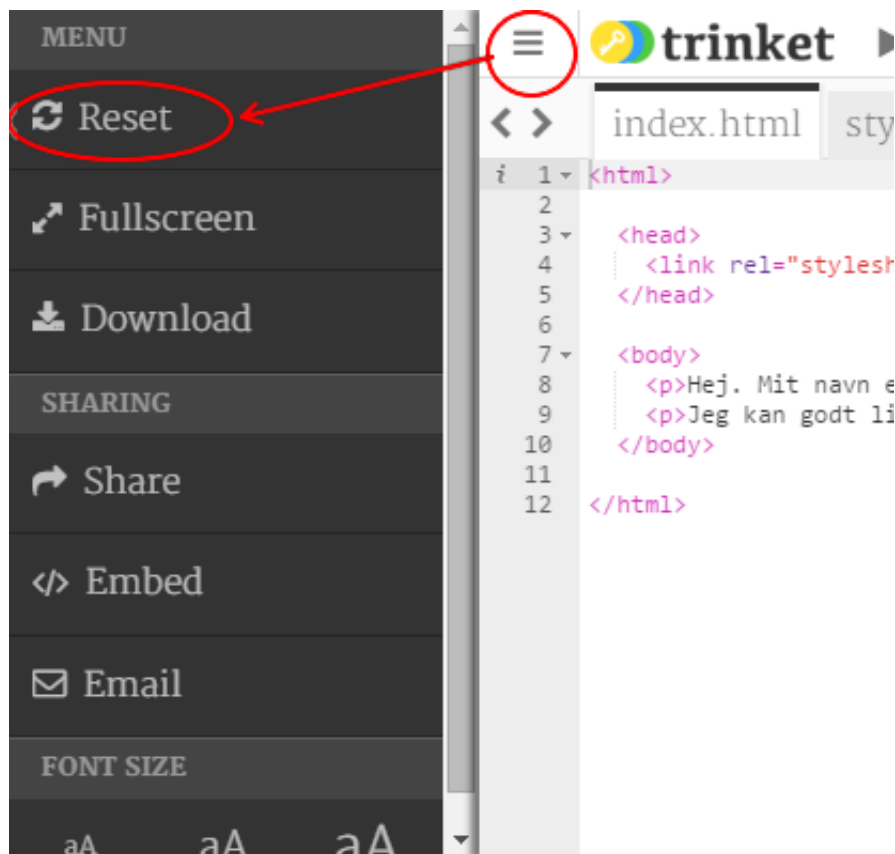 MENU
Reset
Fullscreen
Download
SHARING
Share
Embed
Email
FONT SIZE
aA aA aA
trinket
index.html sty
i 1 <html>
2
3 <head>
4 <link rel="stylesh
5 </head>
6
7 <body>
8 <p>Hej. Mit navn e
9 <p>Jeg kan godt li
10 </body>
11
12 </html>